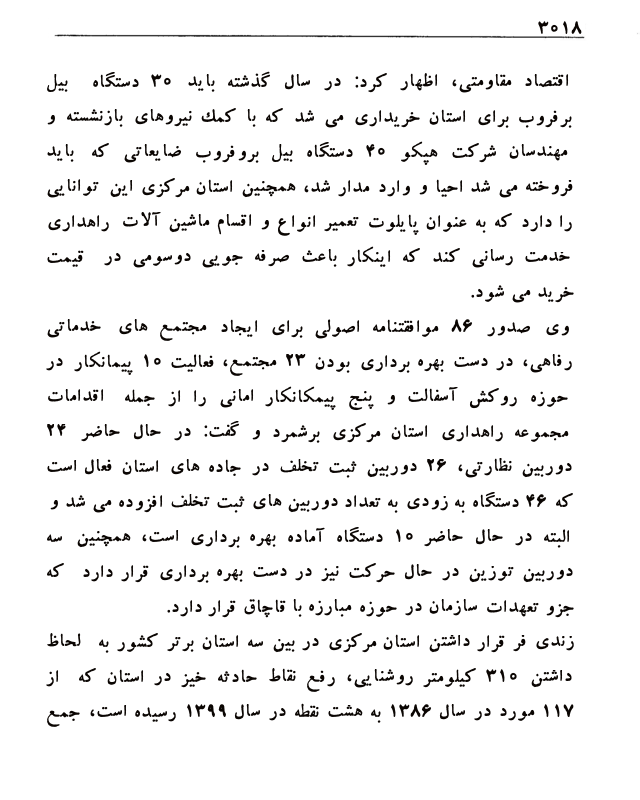 ۳۰۱۸
اقتصاد مقاومتی، اظهار کرد: در سال گذشته باید ۳۰ دستگاه بیل
برفروب برای استان خریداری می شد که با کمك نیروهای بازنشسته و
مهندسان شرکت هپکو ۴۰ دستگاه بیل بروفروب ضایعاتی که باید
فروخته می شد احیا و وارد مدار شد، همچنین استان مرکزی این توانایی
را دارد که به عنوان پایلوت تعمیر انواع و اقسام ماشین آلات راهداری
خدمت رسانی کند که اینکار باعث صرفه جویی دوسومی در قیمت
خرید می شود.
وی صدور ۸۶ موافقتنامه اصولی برای ایجاد مجتمع های خدماتی
رفاهی، در دست بهره برداری بودن ۲۳ مجتمع، فعالیت ۱۰ پیمانکار در
حوزه روکش آسفالت و پنج پیمکانکار امانی را از جمله اقدامات
مجموعه راهداری استان مرکزی برشمرد و گفت: در حال حاضر ۲۴
دوربین نظارتی، ۲۶ دوربین ثبت تخلف در جاده های استان فعال است
که ۴۶ دستگاه به زودی به تعداد دوربین های ثبت تخلف افزوده می شد و
البته در حال حاضر ۱۰ دستگاه آماده بهره برداری است، همچنین سه
دوربین توزین در حال حرکت نیز در دست بهره برداری قرار دارد که
جزو تعهدات سازمان در حوزه مبارزه با قاچاق قرار دارد.
زندی فر قرار داشتن استان مرکزی در بین سه استان برتر کشور به لحاظ
داشتن ۳۱۰ کیلومتر روشنایی، رفع نقاط حادثه خیز در استان که از
۱۱۷ مورد در سال ۱۳۸۶ به هشت نقطه در سال ۱۳۹۹ رسیده است، جمع